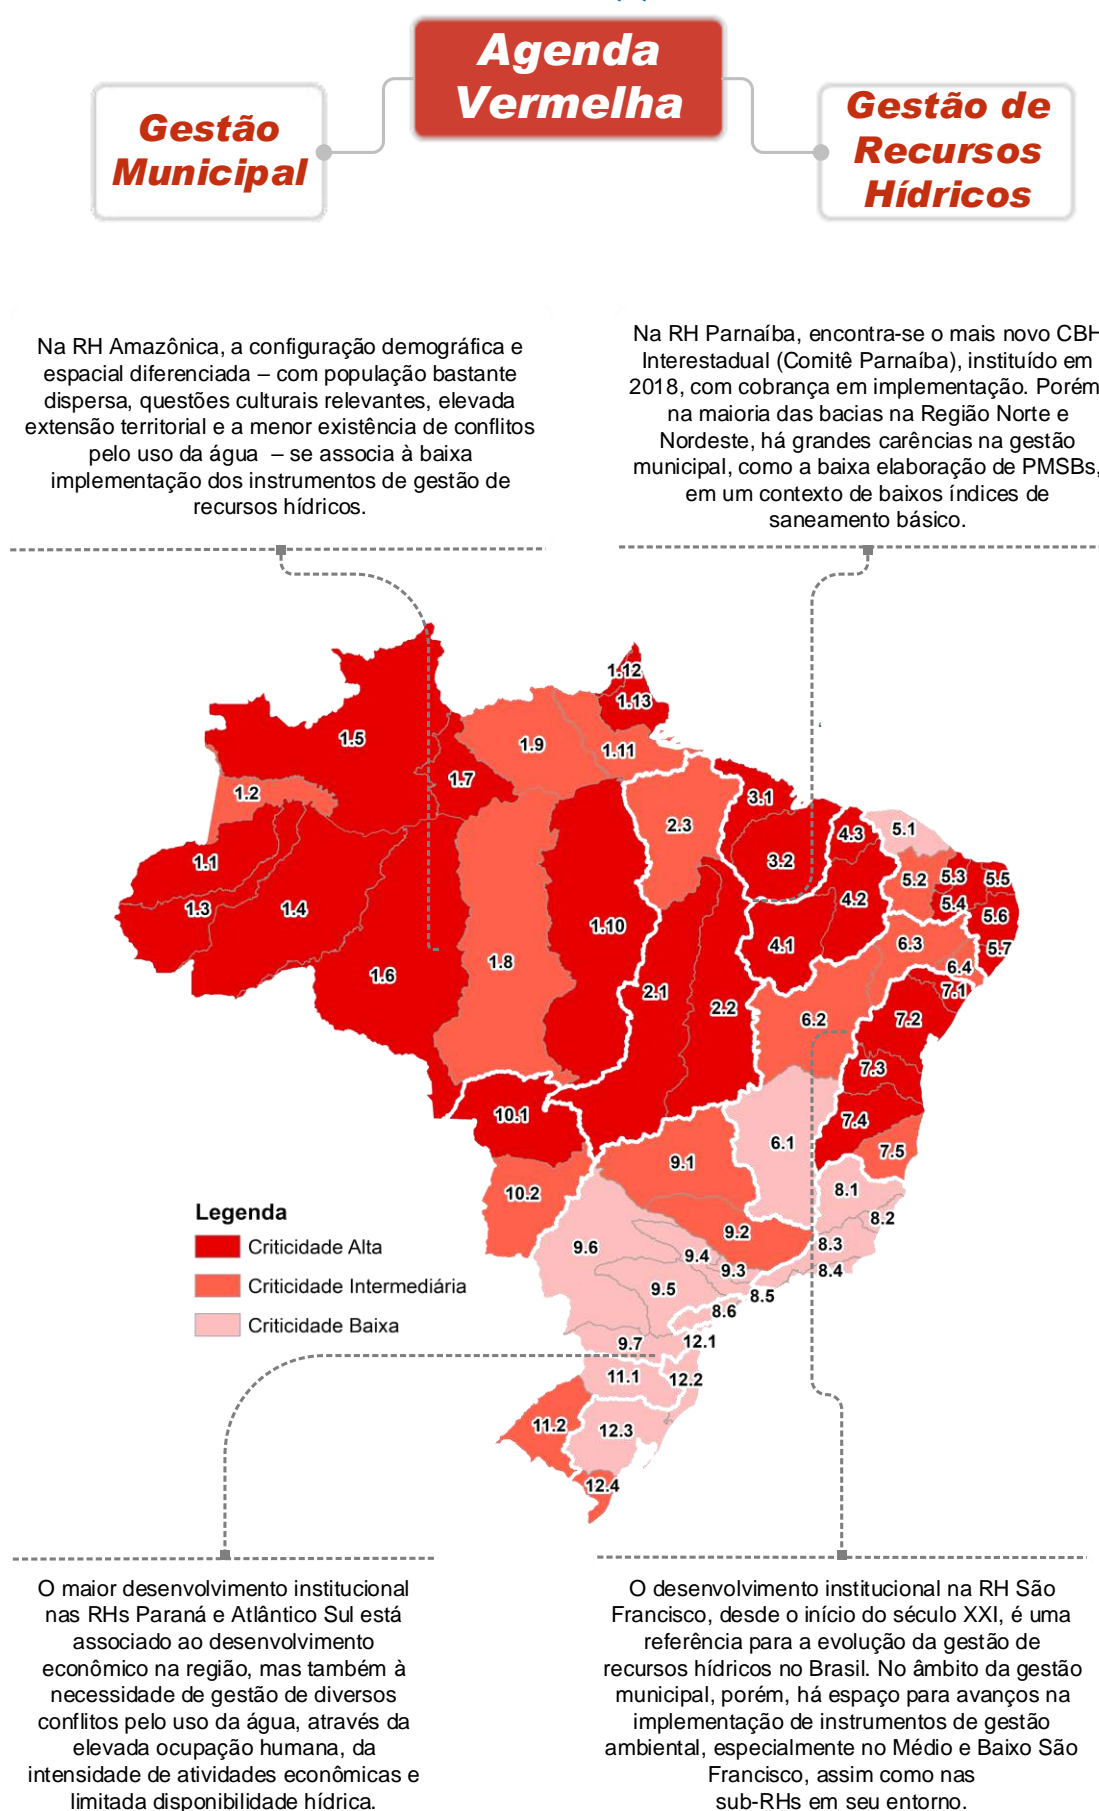 Agenda
Vermelha
Gestão
Municipal
Gestão de
Recursos
Hídricos
Na RH Amazônica, a configuração demográfica e
espacial diferenciada – com população bastante
dispersa, questões culturais relevantes, elevada
extensão territorial e a menor existência de conflitos
pelo uso da água – se associa à baixa
implementação dos instrumentos de gestão de
recursos hídricos.
Na RH Parnaíba, encontra-se o mais novo CBH
Interestadual (Comitê Parnaíba), instituído em
2018, com cobrança em implementação. Porém
na maioria das bacias na Região Norte e
Nordeste, há grandes carências na gestão
municipal, como a baixa elaboração de PMSBs,
em um contexto de baixos índices de
saneamento básico.
1.12
1.13
1.5
1.9
1.11
1.7
1.2
3.1
2.3
5.1
4.3
1.1
3.2
5.2
5.3
5.5
1.3
1.4
4.2
5.4
5.6
1.10
4.1
6.3
5.7
1.8
1.6
6.4
2.1
7.1
2.2
6.2
7.2
7.3
10.1
7.4
6.1
7.5
9.1
10.2
8.1
8.2
9.2
8.3
9.6
9.4
9.3
8.4
9.5
8.5
8.6
9.7
12.1
11.1
12.2
11.2
12.3
12.4
Legenda
Criticidade Alta
Criticidade Intermediária
Criticidade Baixa
O maior desenvolvimento institucional
nas RHs Paraná e Atlântico Sul está
associado ao desenvolvimento
econômico na região, mas também à
necessidade de gestão de diversos
conflitos pelo uso da água, através da
elevada ocupação humana, da
intensidade de atividades econômicas e
limitada disponibilidade hídrica.
O desenvolvimento institucional na RH São
Francisco, desde o início do século XXI, é uma
referência para a evolução da gestão de
recursos hídricos no Brasil. No âmbito da gestão
municipal, porém, há espaço para avanços na
implementação de instrumentos de gestão
ambiental, especialmente no Médio e Baixo São
Francisco, assim como nas
sub-RHs em seu entorno.